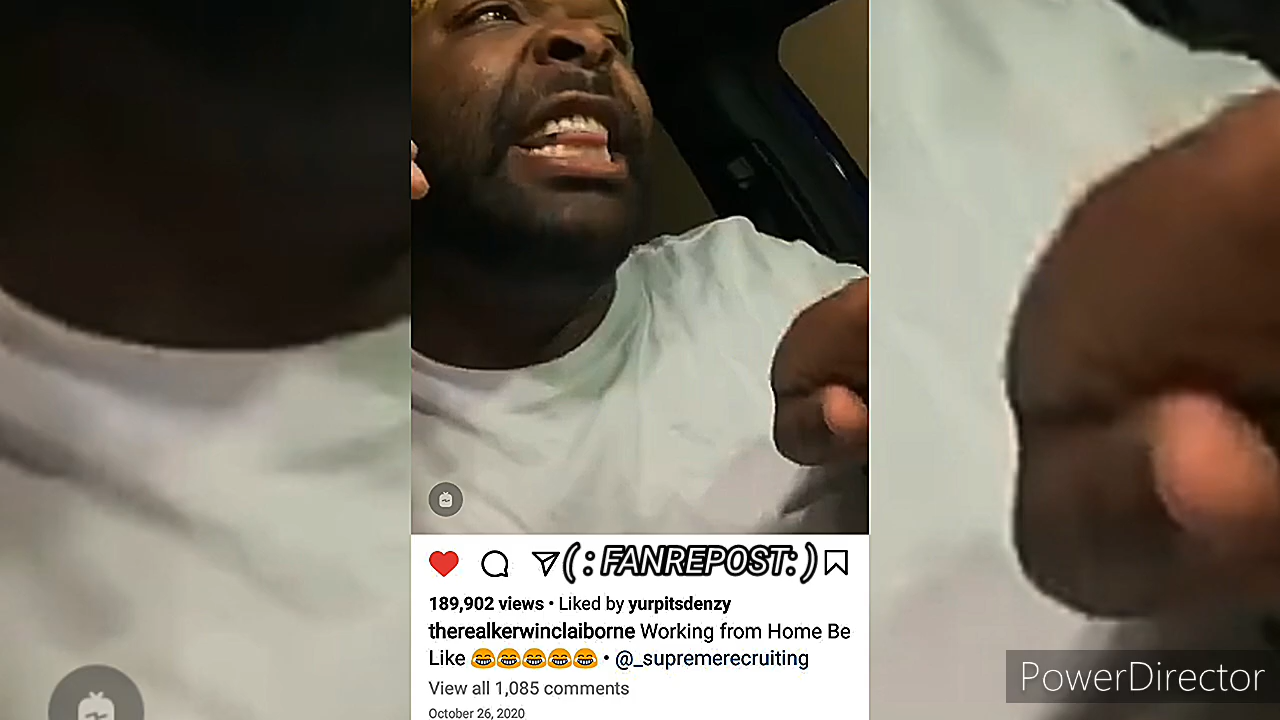 (: FANREPOST: )
189,902 views • Liked by yurpitsdenzy
therealkerwinclaiborne Working from Home Be
Like 😂😂😂😂😂 • @_supremerecruiting
View all 1,085 comments
October 26, 2020
PowerDirector